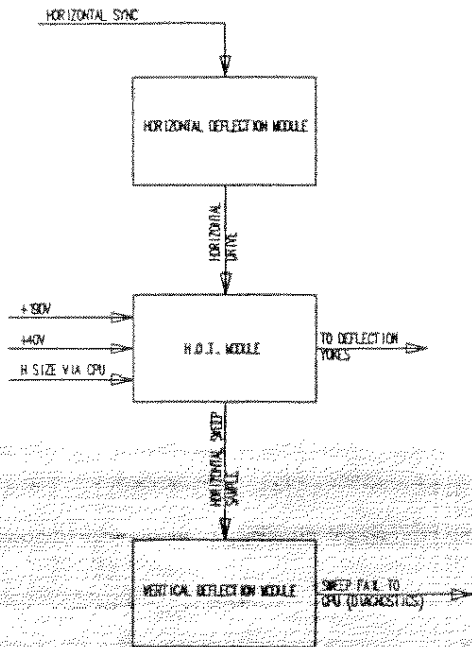 HORIZONTAL SYNC
HORIZONTAL DEFLECTION MODULE
HORIZONTAL
DRIVE
+190V
+40V
H SIZE VIA CPU
H.O.T. MODULE
TO DEFLECTION
YOKES
HORIZONTAL SWEEP
SAMPLE
VERTICAL DEFLECTION MODULE
SWEEP FAIL TO
CPU (DIAGNOSTICS)